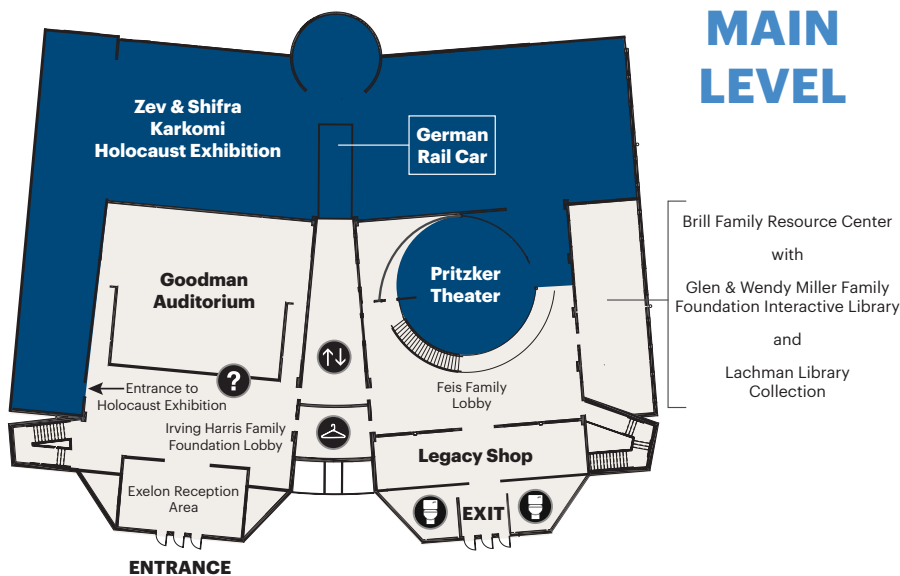 MAIN
LEVEL
Zev & Shifra
Karkomi
Holocaust Exhibition
German
Rail Car
Goodman
Auditorium
Pritzker
Theater
Brill Family Resource Center
with
Glen & Wendy Miller Family
Foundation Interactive Library
and
Lachman Library
Collection
?
Entrance to
Holocaust Exhibition
Feis Family
Lobby
Irving Harris Family
Foundation Lobby
Legacy Shop
Exelon Reception
Area
EXIT
ENTRANCE